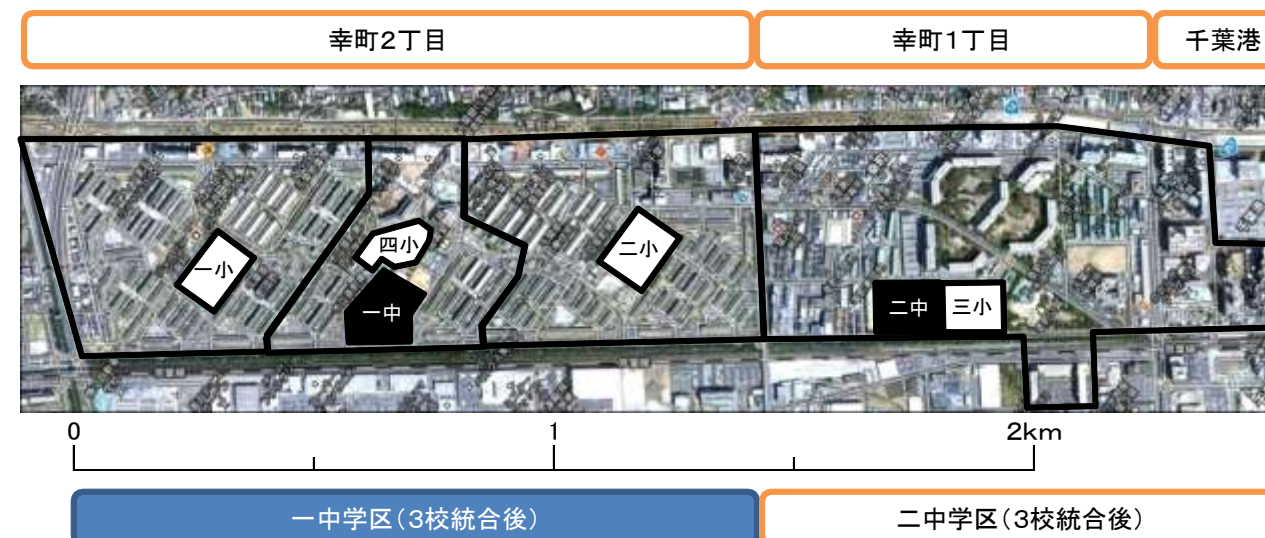 幸町2丁目
幸町1丁目
千葉港
四小
一小
二小
一中
二中
三小
0
1
2km
一中学区(3校統合後)
二中学区(3校統合後)